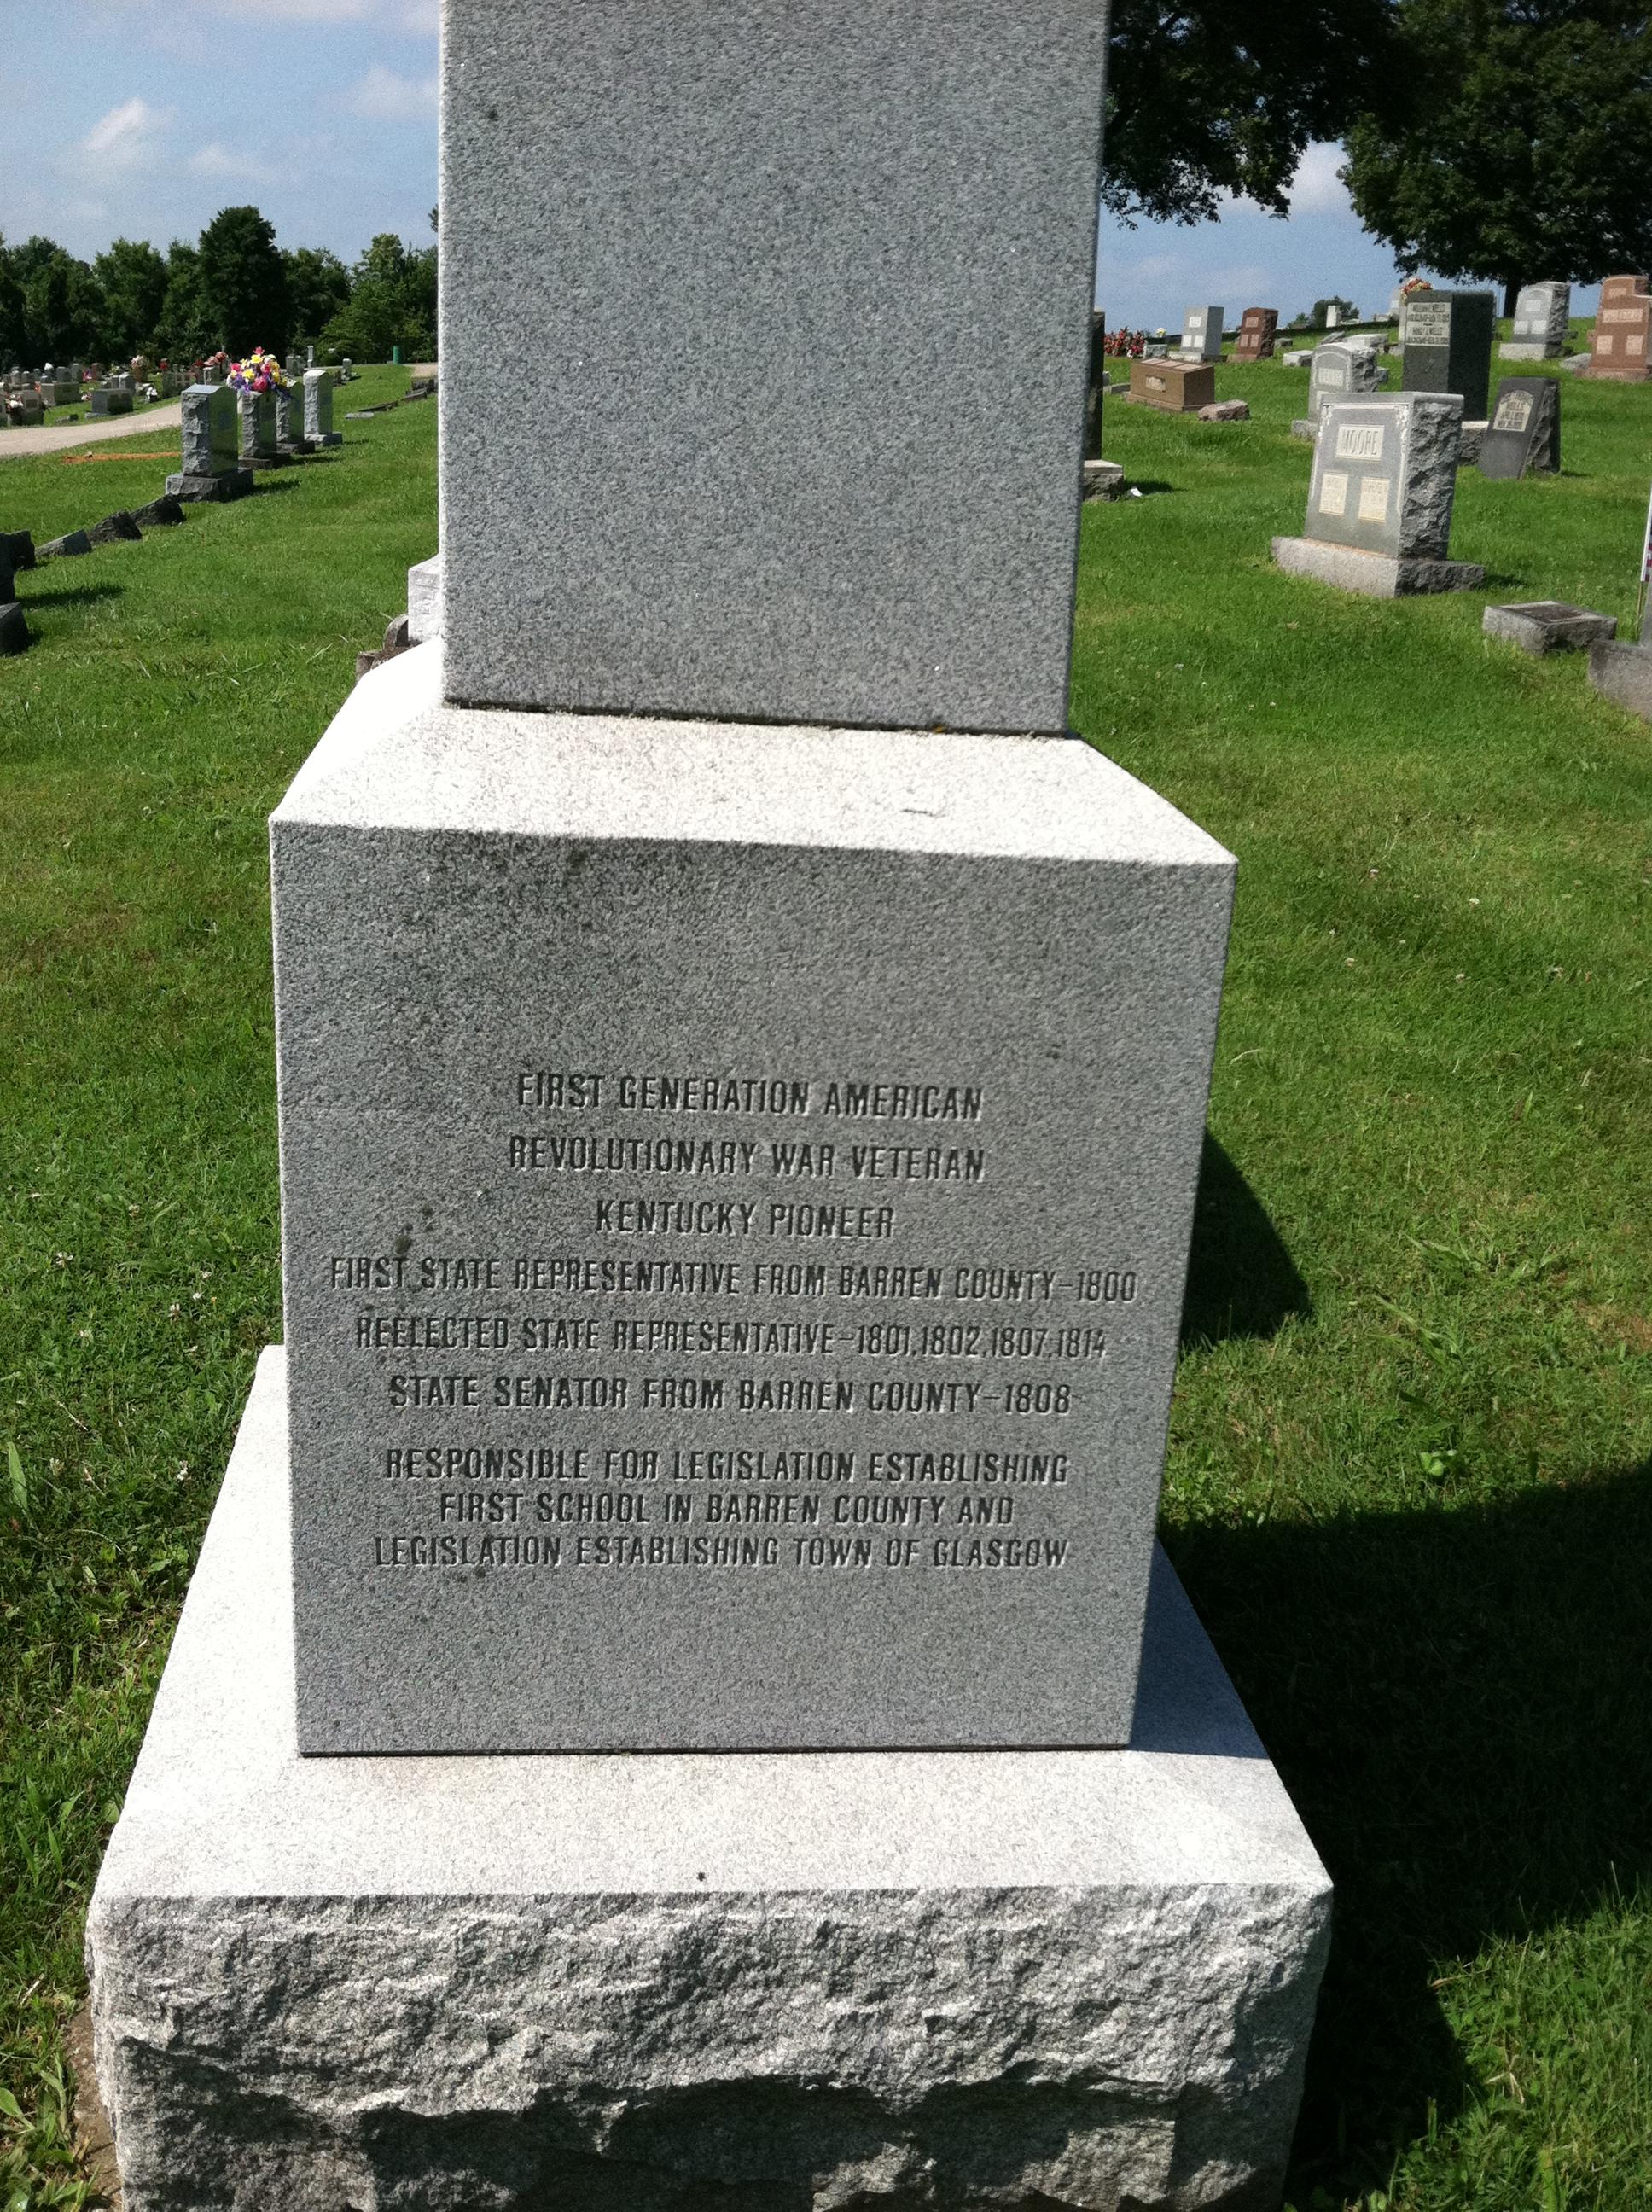 FIRST GENERATION AMERICAN
REVOLUTIONARY WAR VETERAN
KENTUCKY PIONEER
FIRST STATE REPRESENTATIVE FROM BARREN COUNTY-1800
REELECTED STATE REPRESENTATIVE-1801,1802,1807,1814
STATE SENATOR FROM BARREN COUNTY-1808
RESPONSIBLE FOR LEGISLATION ESTABLISHING
FIRST SCHOOL IN BARREN COUNTY AND
LEGISLATION ESTABLISHING TOWN OF GLASGOW
MOORE